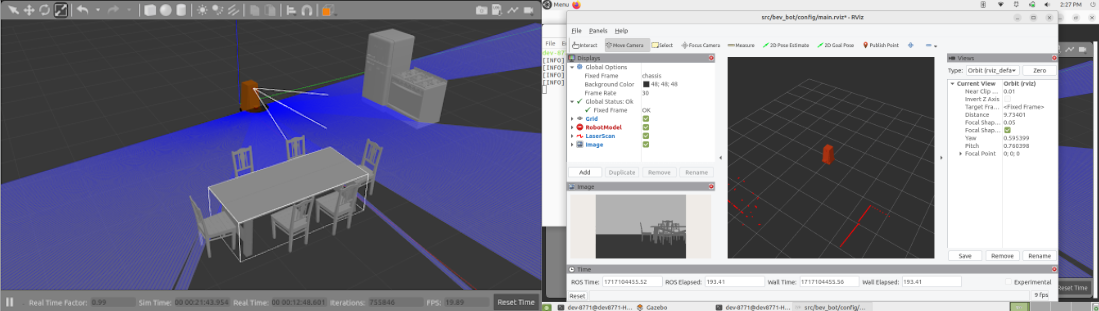 Real Time Factor: 0.99 Sim Time: 00 00:21:43.954 Real Time: 00 00:12:48.601 Iterations: 755846 FPS: 19.89 Reset Time
Menu 2:27 PM
src/bev_bot/config/main.rviz* - RViz
File Panels Help
Interact Move Camera Select Focus Camera Measure 2D Pose Estimate 2D Goal Pose Publish Point
File
[INFO]
[INFO]
[INFO]
[INFO]
Displays
Global Options
Fixed Frame chassis
Background Color 48; 48; 48
Frame Rate 30
Global Status: Ok
Fixed Frame OK
Grid
RobotModel
LaserScan
Image
Add Duplicate Remove Rename
Image
Views
Type: Orbit (rviz_defa Zero
Current View Orbit (rviz)
Near Clip ... 0.01
Invert Z Axis
Target Fra... <Fixed Frame>
Distance 9.73401
Focal Shap... 0.05
Focal Shap...
Yaw 0.595399
Pitch 0.760398
Focal Point 0; 0; 0
Save Remove Rename
Time
ROS Time: 1717104453.52 ROS Elapsed: 193.41 Wall Time: 1717104453.56 Wall Elapsed: 193.41 Experimental
Reset 9 fps
Reset Time
dev-8771@dev8771-H... Gazebo dev-8771@dev8771-H... src/bev_bot/config/...